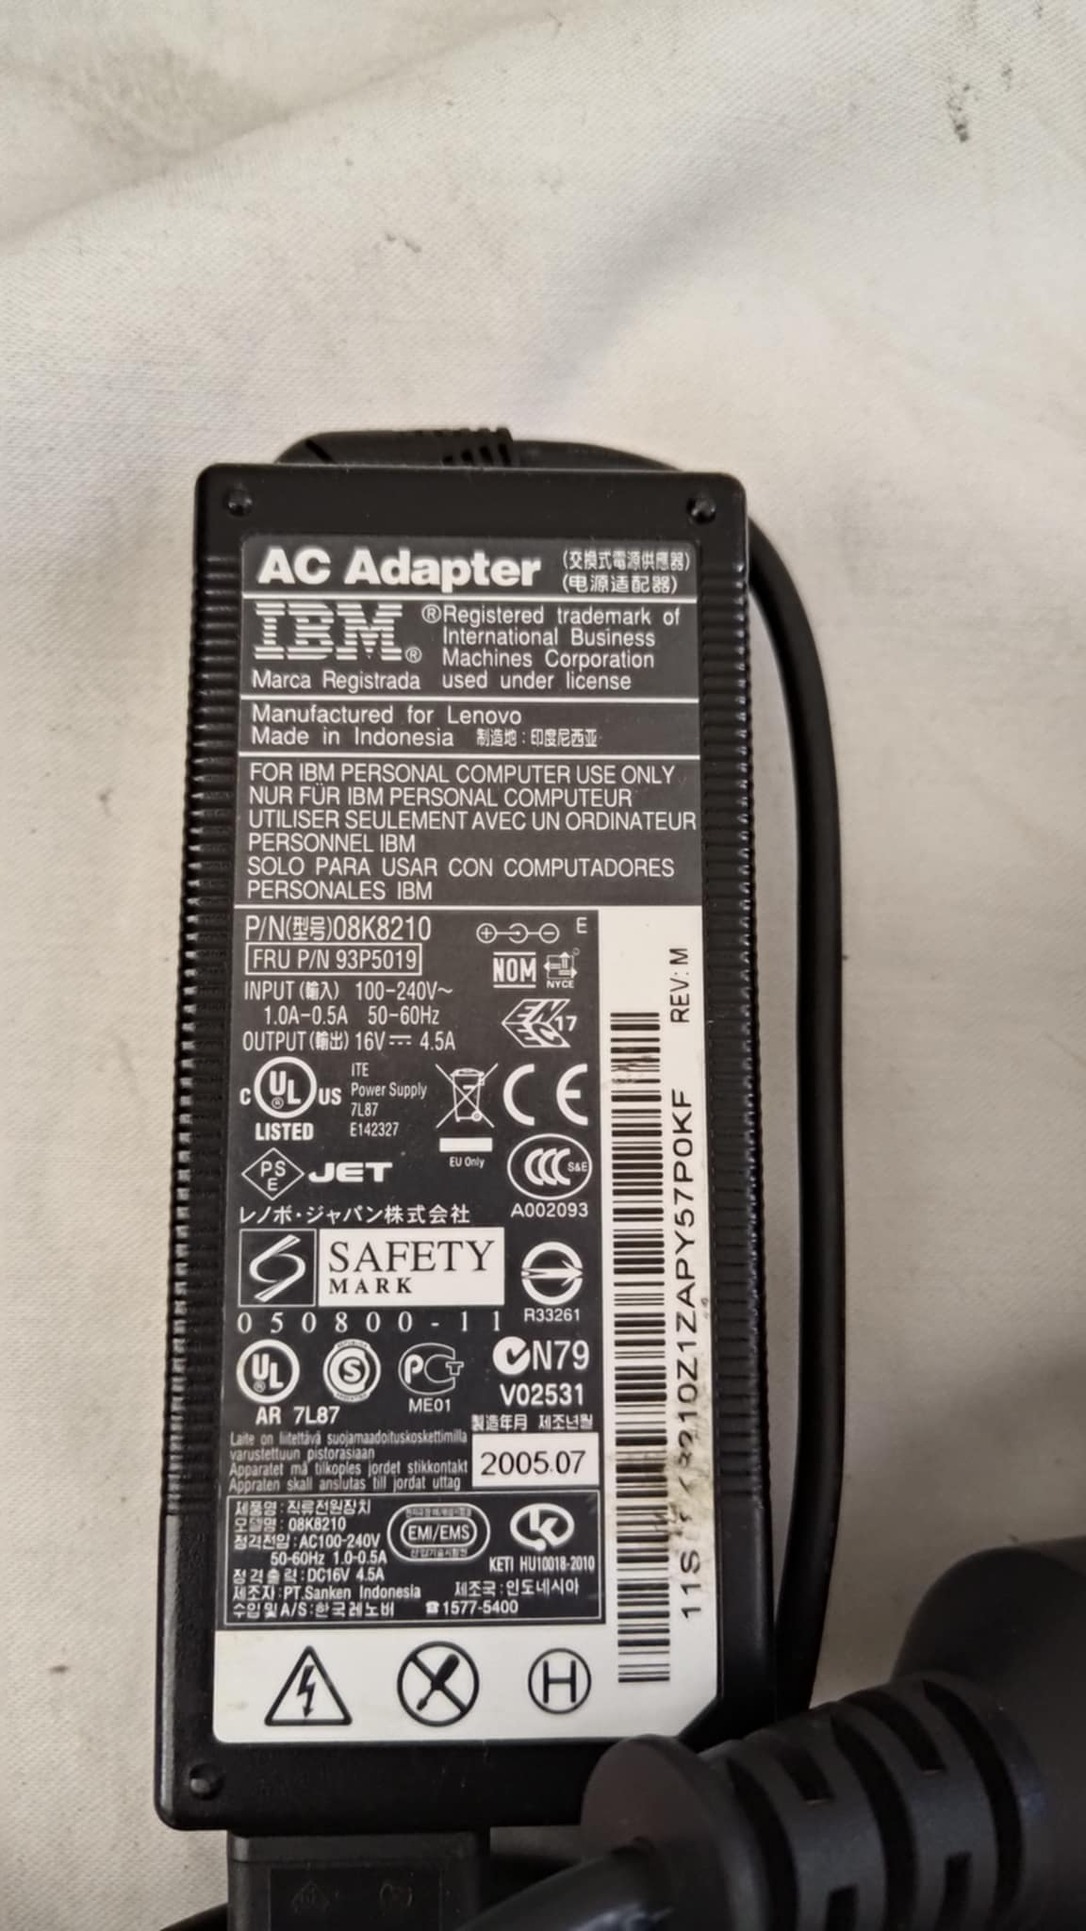 AC Adapter (交換式電源供應器)
(电源适配器)
IBM® ®Registered trademark of
International Business
Machines Corporation
Marca Registrada used under license
Manufactured for Lenovo
Made in Indonesia 制造地:印度尼西亚
FOR IBM PERSONAL COMPUTER USE ONLY
NUR FÜR IBM PERSONAL COMPUTEUR
UTILISER SEULEMENT AVEC UN ORDINATEUR
PERSONNEL IBM
SOLO PARA USAR CON COMPUTADORES
PERSONALES IBM
P/N(型号)08K8210 E
FRU P/N 93P5019
NOM NYCE
INPUT (輸入) 100-240V~
1.0A-0.5A 50-60Hz
17
OUTPUT (輸出) 16V⎓ 4.5A
C UL® US
LISTED
ITE
Power Supply
7L87
E142327
EU Only
CE
PSE JET
CCC S&E
A002093
レノボ・ジャパン株式会社
SAFETY
MARK
050800-11
R33261
UL®
AR 7L87
S
PCT
ME01
N79
V02531
製造年月 제조년월
2005.07
Laite on liitettävä suojamaadoituskoskettimilla
varustettuun pistorasiaan
Apparatet må tilkoples jordet stikkontakt
Appraten skall anslutas till jordat uttag
제품명:직류전원장치
모델명:08K8210
정격전압:AC100-240V
50-60Hz 1.0-0.5A
정격출력:DC16V 4.5A
제조자:PT.Sanken Indonesia 제조국:인도네시아
수입및A/S:한국레노버 ☎1577-5400
EMI/EMS
KETI HU10018-2010
H
REV: M